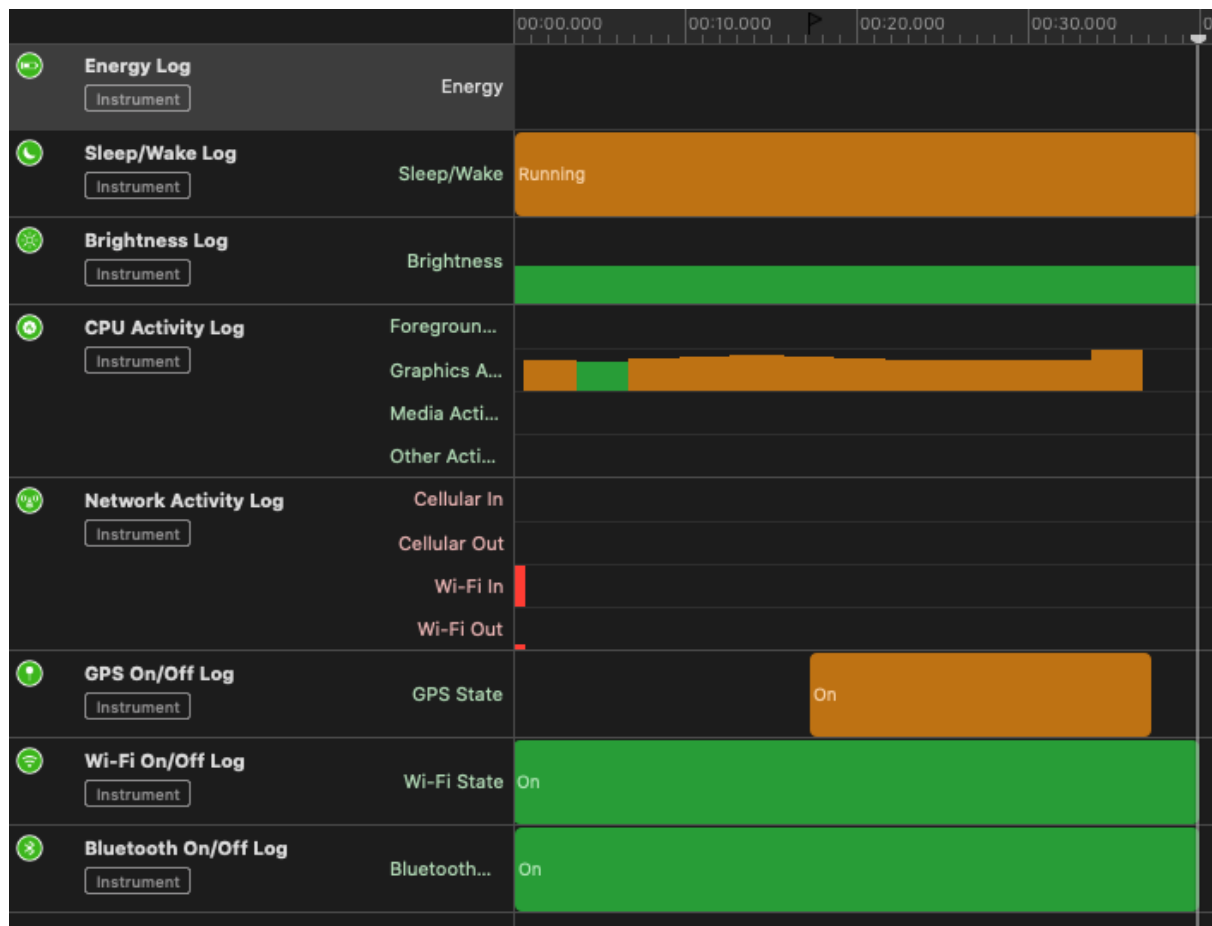 00:00.000 00:10.000 00:20.000 00:30.000
Energy Log
Instrument
Energy
Sleep/Wake Log
Instrument
Sleep/Wake
Running
Brightness Log
Instrument
Brightness
CPU Activity Log
Instrument
Foregroun...
Graphics A...
Media Acti...
Other Acti...
Network Activity Log
Instrument
Cellular In
Cellular Out
Wi-Fi In
Wi-Fi Out
GPS On/Off Log
Instrument
GPS State
On
Wi-Fi On/Off Log
Instrument
Wi-Fi State
On
Bluetooth On/Off Log
Instrument
Bluetooth...
On